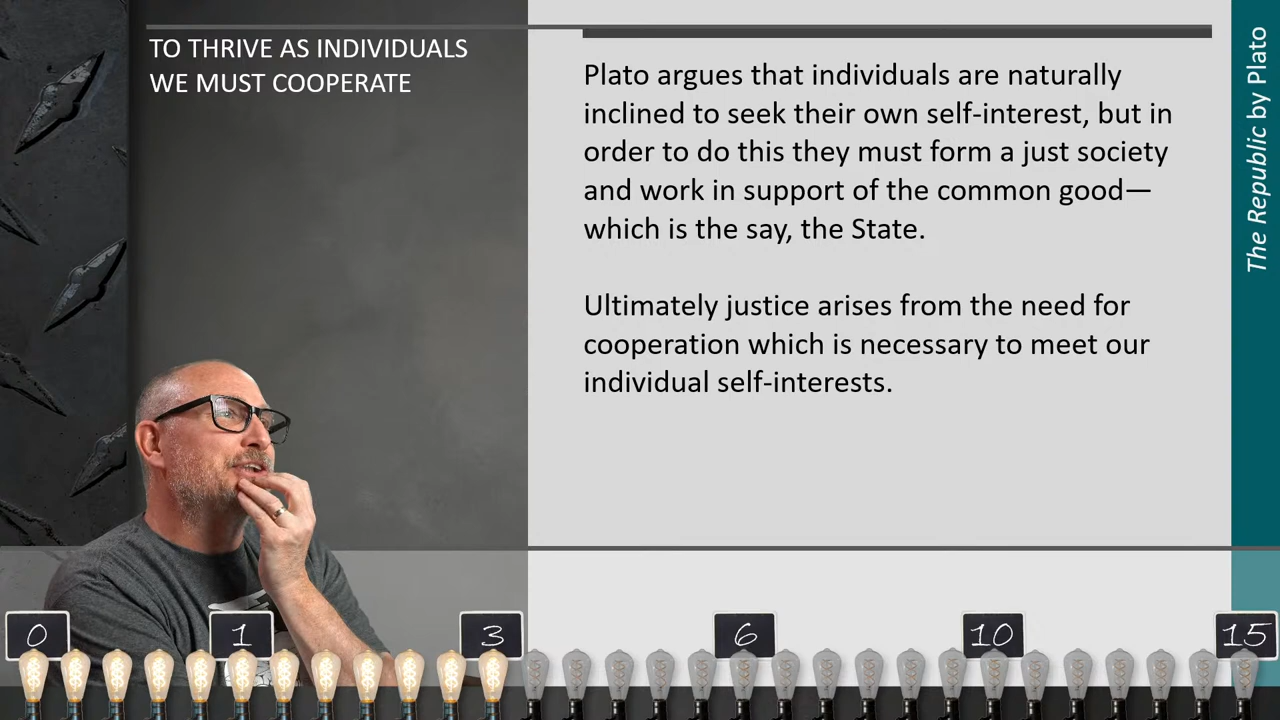 TO THRIVE AS INDIVIDUALS
WE MUST COOPERATE
Plato argues that individuals are naturally
inclined to seek their own self-interest, but in
order to do this they must form a just society
and work in support of the common good—
which is the say, the State.
Ultimately justice arises from the need for
cooperation which is necessary to meet our
individual self-interests.
The Republic by Plato
0
1
3
6
10
15